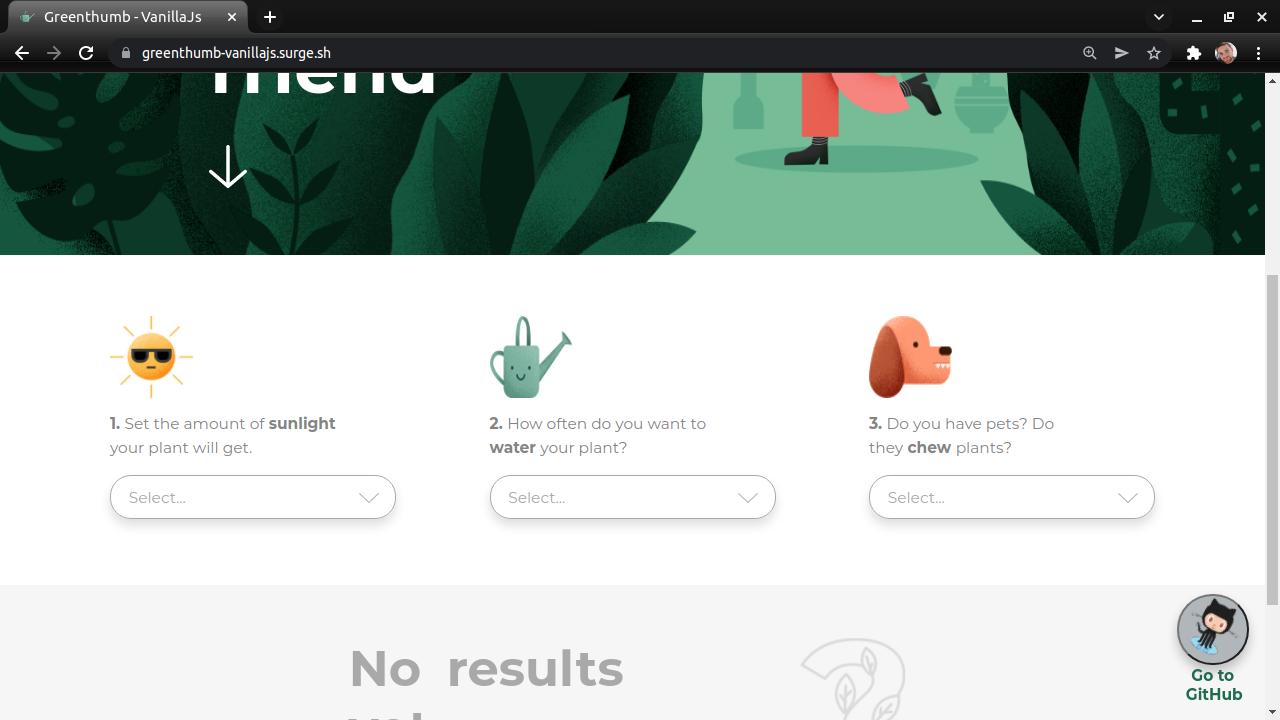 Greenthumb - VanillaJs
greenthumb-vanillajs.surge.sh
friend
1. Set the amount of sunlight
your plant will get.
Select...
2. How often do you want to
water your plant?
Select...
3. Do you have pets? Do
they chew plants?
Select...
No results
yet
Go to
GitHub